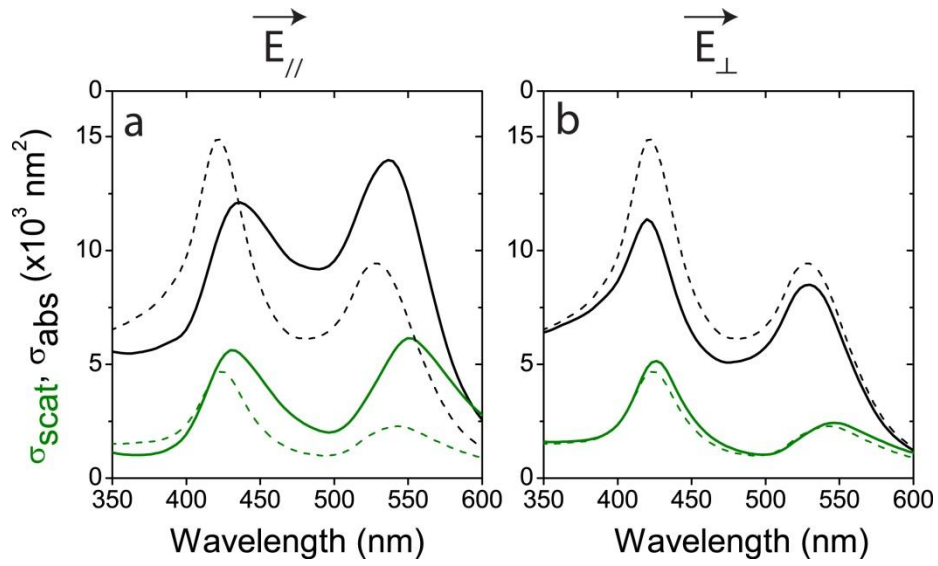 E// E⊥
a b
σscat, σabs (x10³ nm²)
0 0
15 15
10 10
5 5
0 0
350 400 450 500 550 600 350 400 450 500 550 600
Wavelength (nm) Wavelength (nm)